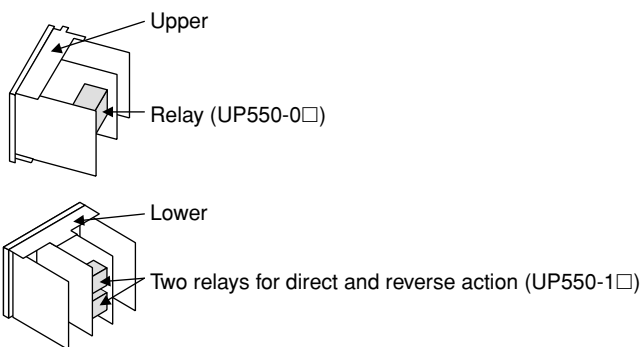 Upper
Relay (UP550-0□)
Lower
Two relays for direct and reverse action (UP550-1□)